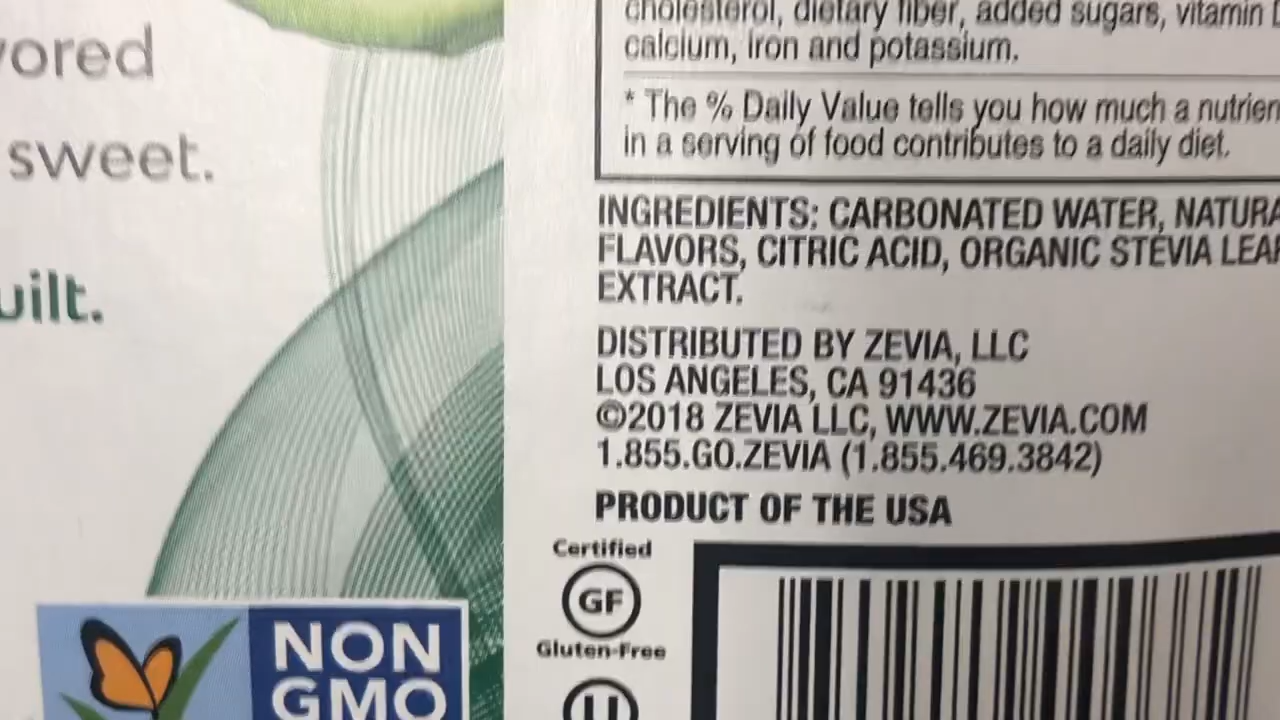 vored
sweet.
uilt.
cholesterol, dietary fiber, added sugars, vitamin
calcium, iron and potassium.
* The % Daily Value tells you how much a nutrien
in a serving of food contributes to a daily diet.
INGREDIENTS: CARBONATED WATER, NATURA
FLAVORS, CITRIC ACID, ORGANIC STEVIA LEAF
EXTRACT.
DISTRIBUTED BY ZEVIA, LLC
LOS ANGELES, CA 91436
©2018 ZEVIA LLC, WWW.ZEVIA.COM
1.855.GO.ZEVIA (1.855.469.3842)
PRODUCT OF THE USA
Certified
GF
Gluten-Free
U
NON
GMO